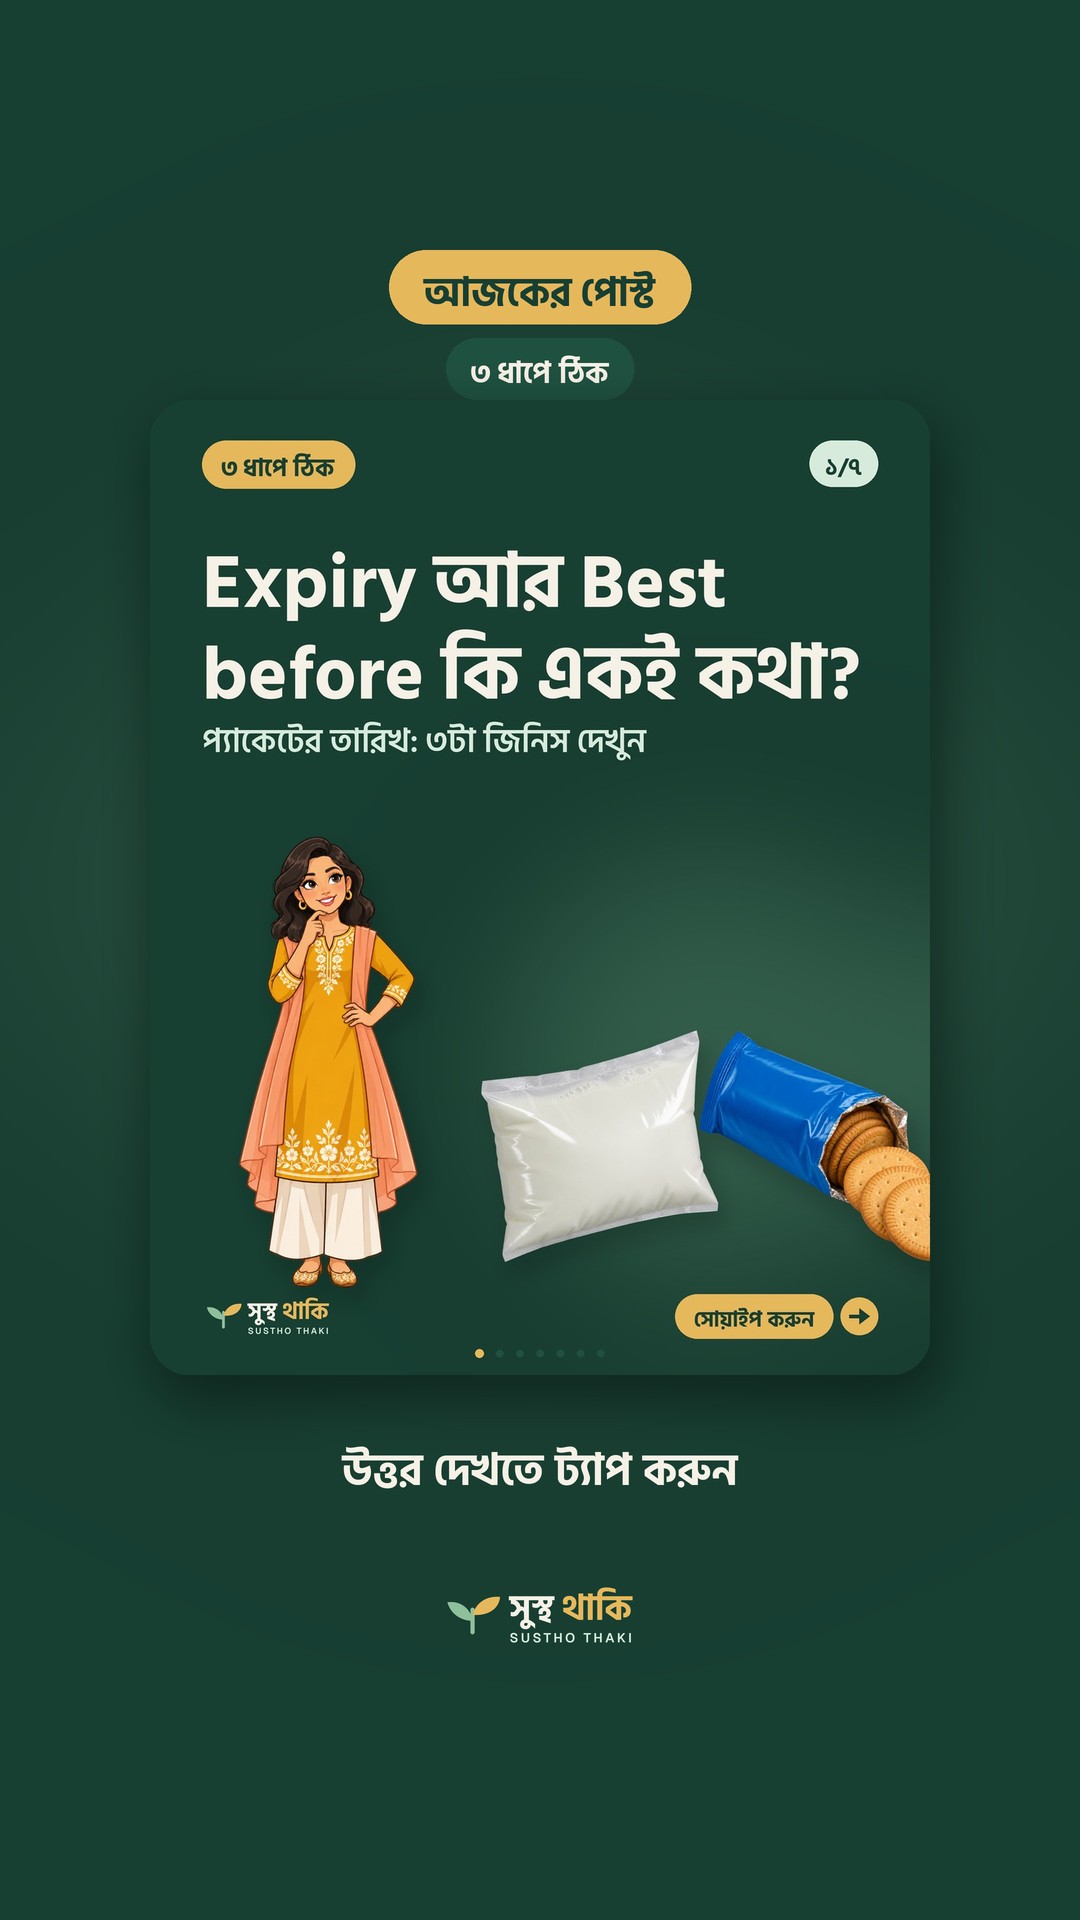 আজকের পোস্ট
৩ ধাপে ঠিক
৩ ধাপে ঠিক
১/৭
Expiry আর Best
before কি একই কথা?
প্যাকেটের তারিখ: ৩টা জিনিস দেখুন
সুস্থ থাকি
SUSTHO THAKI
সোয়াইপ করুন
উত্তর দেখতে ট্যাপ করুন
সুস্থ থাকি
SUSTHO THAKI